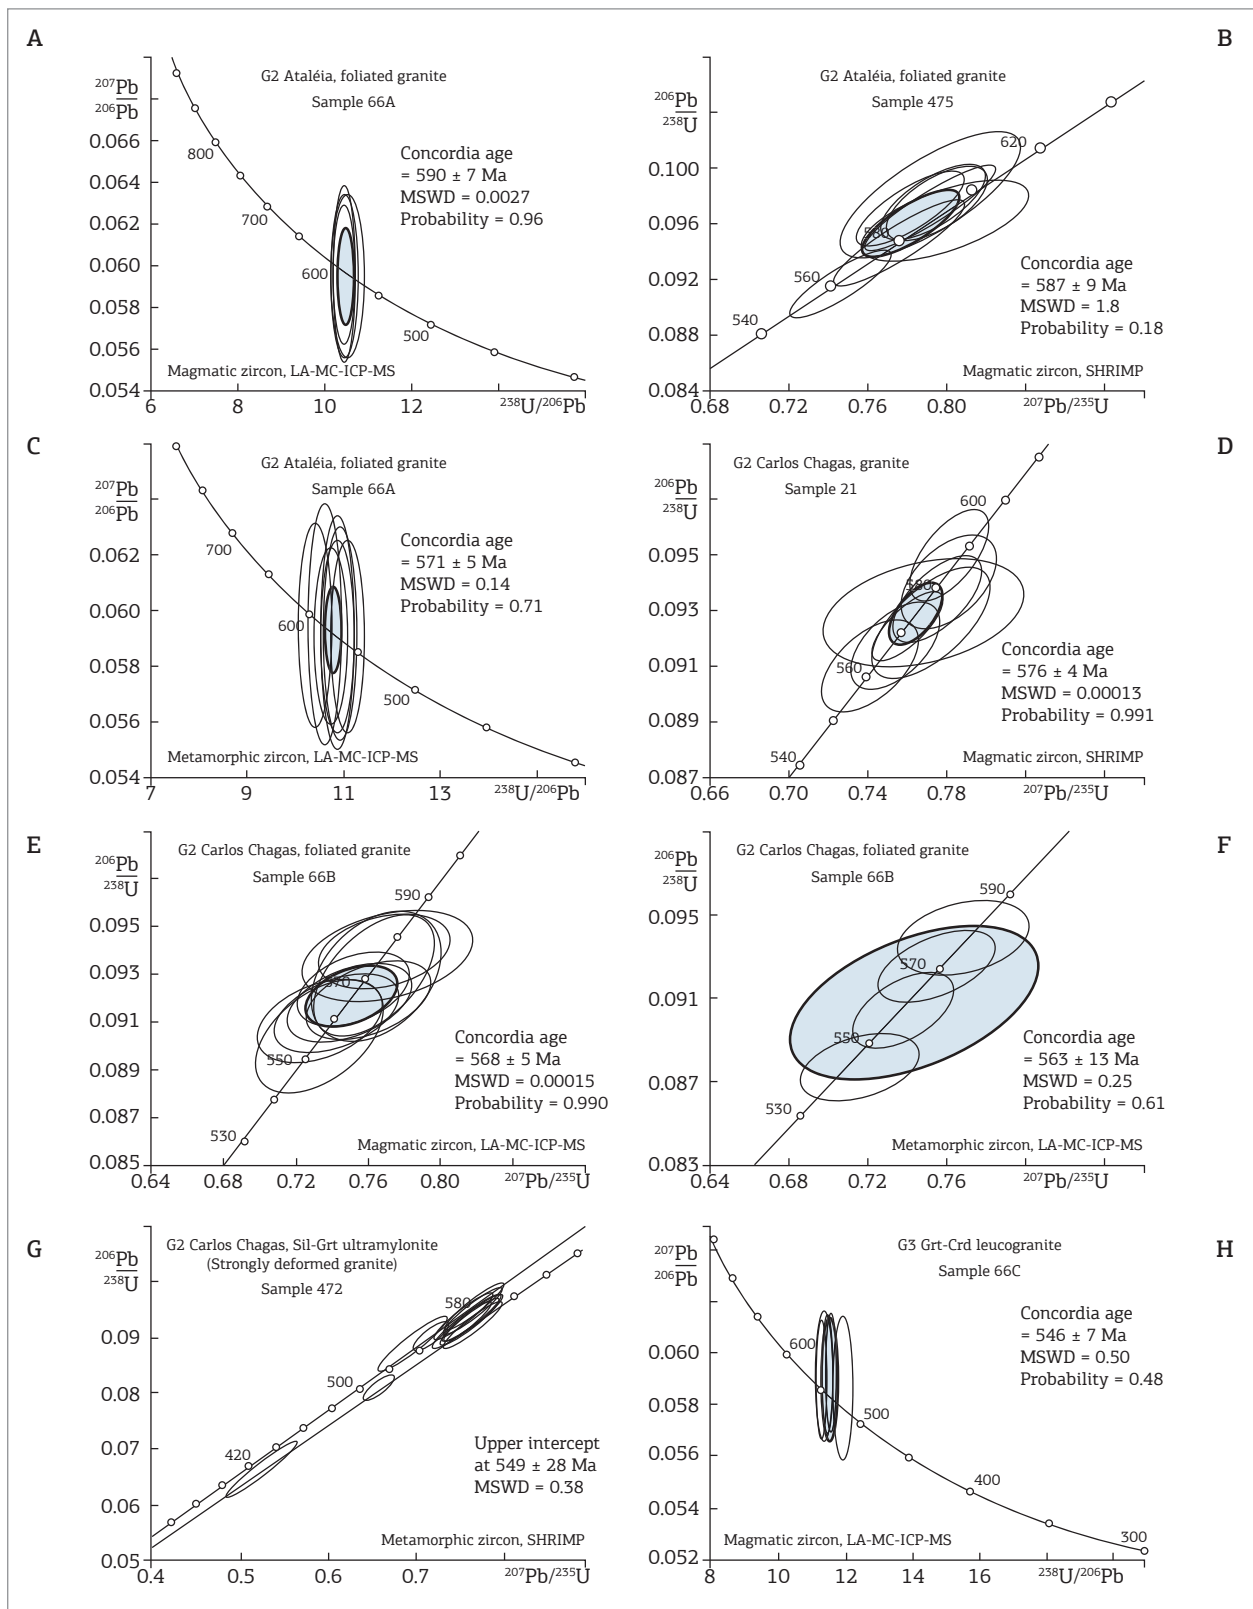 A
G2 Ataléia, foliated granite
Sample 66A
207Pb
206Pb
0.066
0.064
0.062
0.060
0.058
0.056
0.054
800
700
600
500
Concordia age
= 590 ± 7 Ma
MSWD = 0.0027
Probability = 0.96
Magmatic zircon, LA-MC-ICP-MS
6 8 10 12 238U/206Pb
B
G2 Ataléia, foliated granite
Sample 475
206Pb
238U
0.100
0.096
0.092
0.088
0.084
620
580
560
540
Concordia age
= 587 ± 9 Ma
MSWD = 1.8
Probability = 0.18
Magmatic zircon, SHRIMP
0.68 0.72 0.76 0.80 207Pb/235U
C
G2 Ataléia, foliated granite
Sample 66A
207Pb
206Pb
0.062
0.060
0.058
0.056
0.054
700
600
500
Concordia age
= 571 ± 5 Ma
MSWD = 0.14
Probability = 0.71
Metamorphic zircon, LA-MC-ICP-MS
7 9 11 13 238U/206Pb
D
G2 Carlos Chagas, granite
Sample 21
206Pb
238U
0.095
0.093
0.091
0.089
0.087
600
580
560
540
Concordia age
= 576 ± 4 Ma
MSWD = 0.00013
Probability = 0.991
Magmatic zircon, SHRIMP
0.66 0.70 0.74 0.78 207Pb/235U
E
G2 Carlos Chagas, foliated granite
Sample 66B
206Pb
238U
0.095
0.093
0.091
0.089
0.087
0.085
590
570
550
530
Concordia age
= 568 ± 5 Ma
MSWD = 0.00015
Probability = 0.990
Magmatic zircon, LA-MC-ICP-MS
0.64 0.68 0.72 0.76 0.80 207Pb/235U
F
G2 Carlos Chagas, foliated granite
Sample 66B
206Pb
238U
0.095
0.091
0.087
0.083
590
570
550
530
Concordia age
= 563 ± 13 Ma
MSWD = 0.25
Probability = 0.61
Metamorphic zircon, LA-MC-ICP-MS
0.64 0.68 0.72 0.76 207Pb/235U
G
G2 Carlos Chagas, Sil-Grt ultramylonite
(Strongly deformed granite)
Sample 472
206Pb
238U
0.09
0.08
0.07
0.06
0.05
580
500
420
Upper intercept
at 549 ± 28 Ma
MSWD = 0.38
Metamorphic zircon, SHRIMP
0.4 0.5 0.6 0.7 207Pb/235U
H
G3 Grt-Crd leucogranite
Sample 66C
207Pb
206Pb
0.060
0.058
0.056
0.054
0.052
600
500
400
300
Concordia age
= 546 ± 7 Ma
MSWD = 0.50
Probability = 0.48
Magmatic zircon, LA-MC-ICP-MS
8 10 12 14 16 238U/206Pb